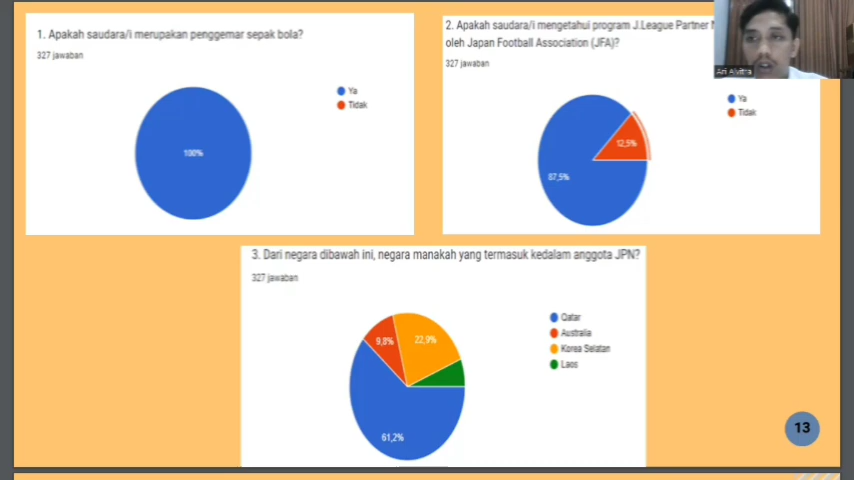 1. Apakah saudara/i merupakan penggemar sepak bola?
327 jawaban
Ya
Tidak
100%
2. Apakah saudara/i mengetahui program J.League Partner
oleh Japan Football Association (JFA)?
327 jawaban
Ya
Tidak
12,5%
87,5%
Ari Alvitra
3. Dari negara dibawah ini, negara manakah yang termasuk kedalam anggota JPN?
327 jawaban
Qatar
Australia
Korea Selatan
Laos
9,8%
22,9%
61,2%
13